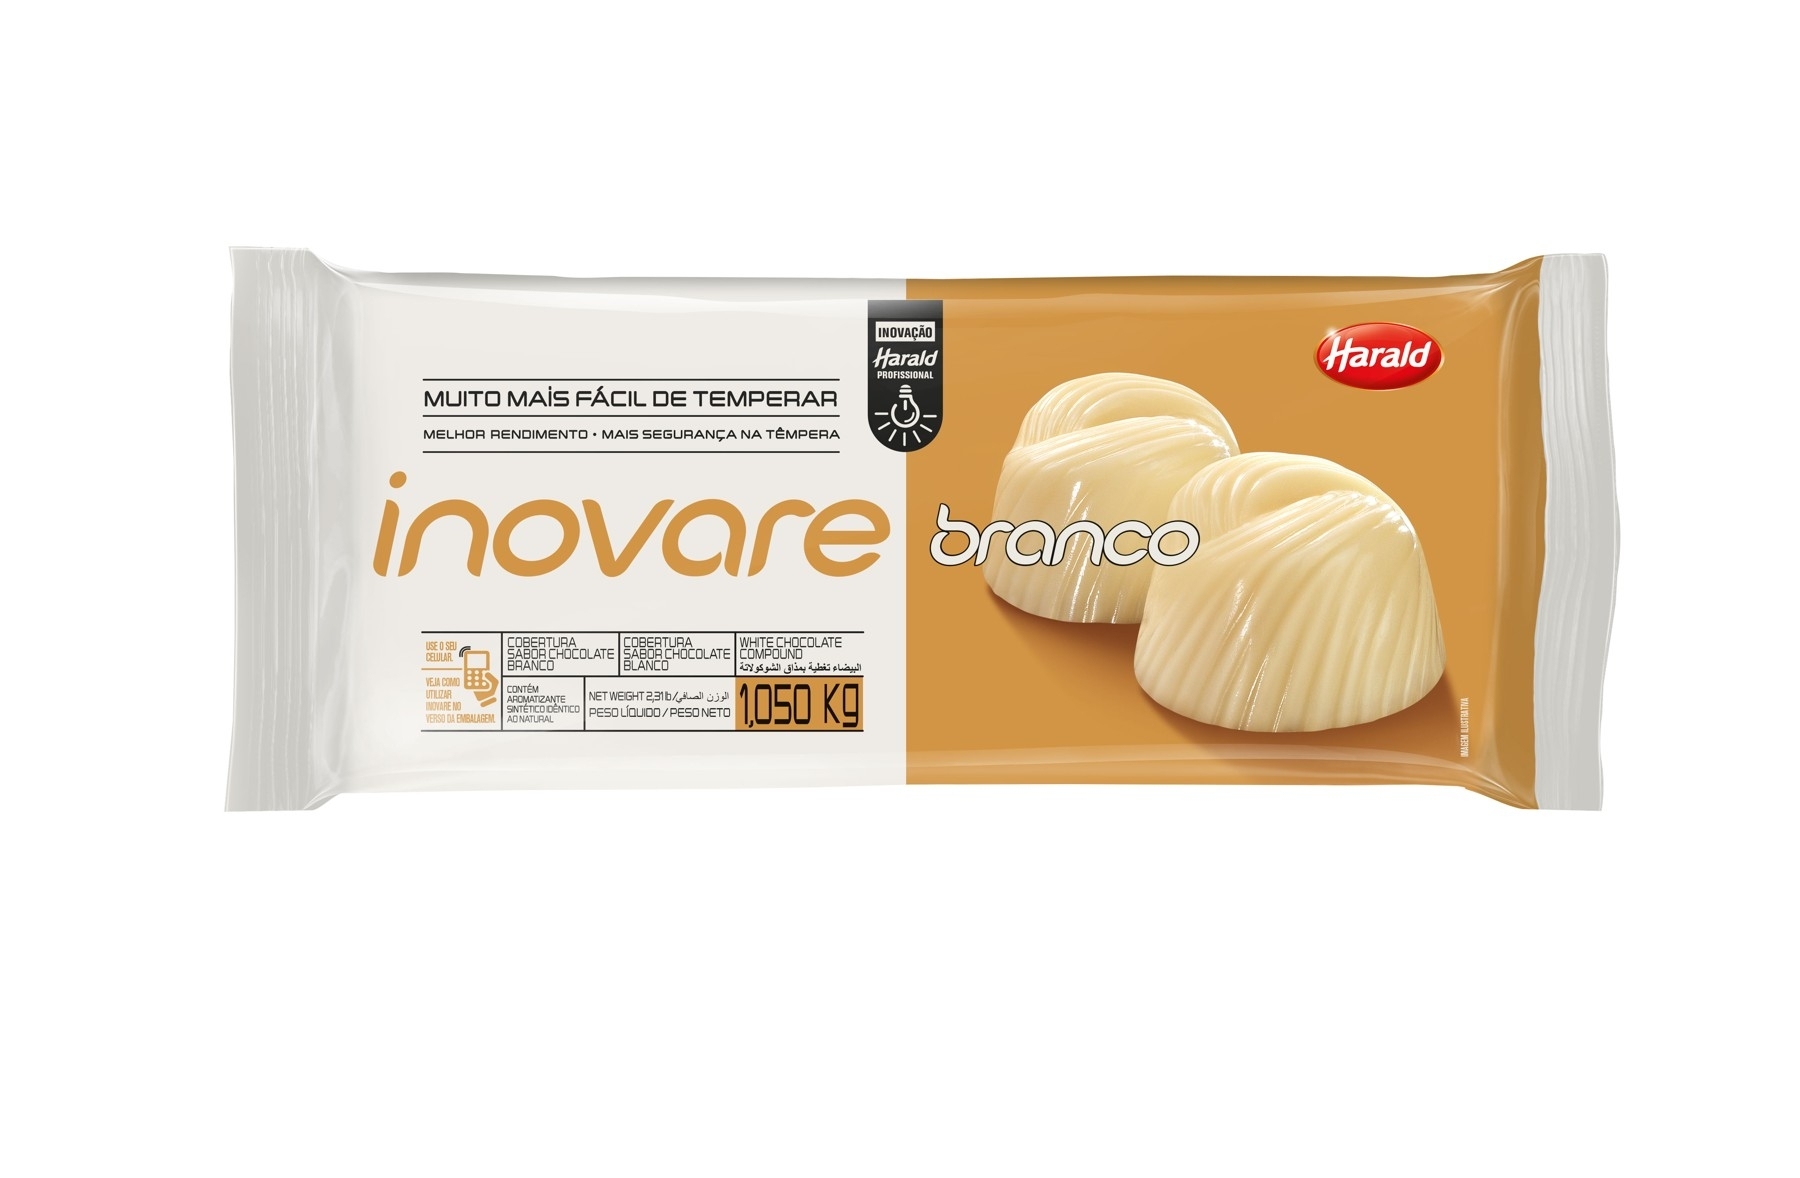 INOVAÇÃO
Harald
PROFISSIONAL
Harald
MUITO MAIS FÁCIL DE TEMPERAR
MELHOR RENDIMENTO • MAIS SEGURANÇA NA TÊMPERA
inovare
branco
USE O SEU
CELULAR.
VEJA COMO
UTILIZAR
INOVARE NO
VERSO DA EMBALAGEM.
COBERTURA
SABOR CHOCOLATE
BRANCO
COBERTURA
SABOR CHOCOLATE
BLANCO
WHITE CHOCOLATE
COMPOUND
البيضاء تغطية بمذاق الشوكولاتة
CONTÉM
AROMATIZANTE
SINTÉTICO IDÊNTICO
AO NATURAL
NET WEIGHT 2,31 lb/الوزن الصافي
PESO LÍQUIDO / PESO NETO
1,050 Kg
IMAGEM ILUSTRATIVA